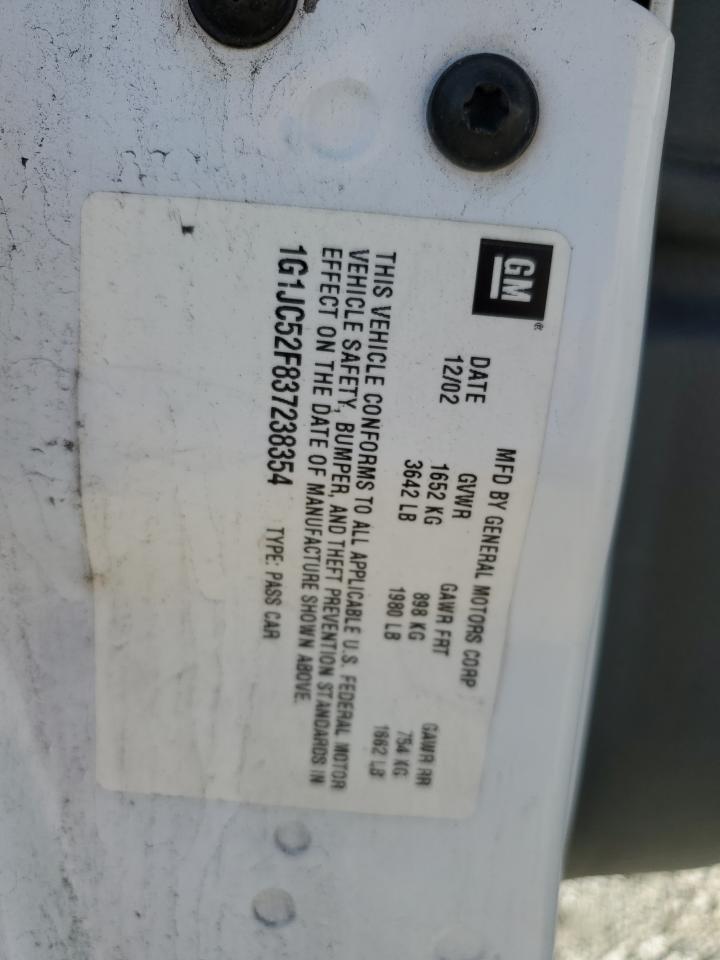 GM®
MFD BY GENERAL MOTORS CORP
DATE GVWR GAWR FRT GAWR RR
12/02 1652 KG 898 KG 754 KG
3642 LB 1980 LB 1662 LB
THIS VEHICLE CONFORMS TO ALL APPLICABLE U.S. FEDERAL MOTOR
VEHICLE SAFETY, BUMPER, AND THEFT PREVENTION STANDARDS IN
EFFECT ON THE DATE OF MANUFACTURE SHOWN ABOVE.
1G1JC52F837238354 TYPE: PASS CAR